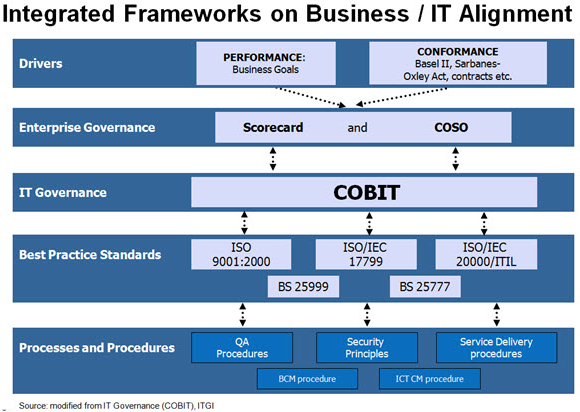 Integrated Frameworks on Business / IT Alignment
Drivers
PERFORMANCE:
Business Goals
CONFORMANCE
Basel II, Sarbanes-
Oxley Act, contracts etc.
Enterprise Governance
Scorecard and COSO
IT Governance
COBIT
Best Practice Standards
ISO
9001:2000
ISO/IEC
17799
ISO/IEC
20000/ITIL
BS 25999
BS 25777
Processes and Procedures
QA
Procedures
Security
Principles
Service Delivery
procedures
BCM procedure
ICT CM procedure
Source: modified from IT Governance (COBIT), ITGI